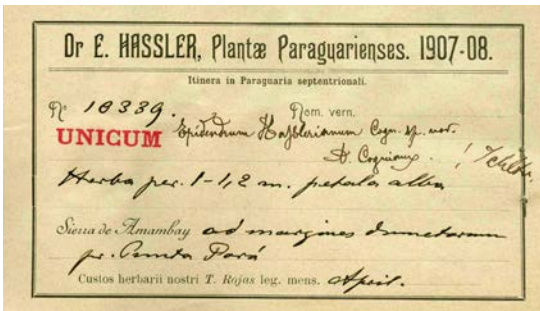 Dr E. HASSLER, Plantæ Paraguarienses. 1907-08.
Itinera in Paraguaria septentrionali.
No 10339. Nom. vern.
UNICUM Epidendrum Hasslerianum Cogn. sp. nov.
D. Cogniaux. ! Schltr.
Herba per. 1-1,2 m. petala alba
Sierra de Amambay ad margines dumetorum
pr. Punta Porá
Custos herbarii nostri T. Rojas leg. mens. April.